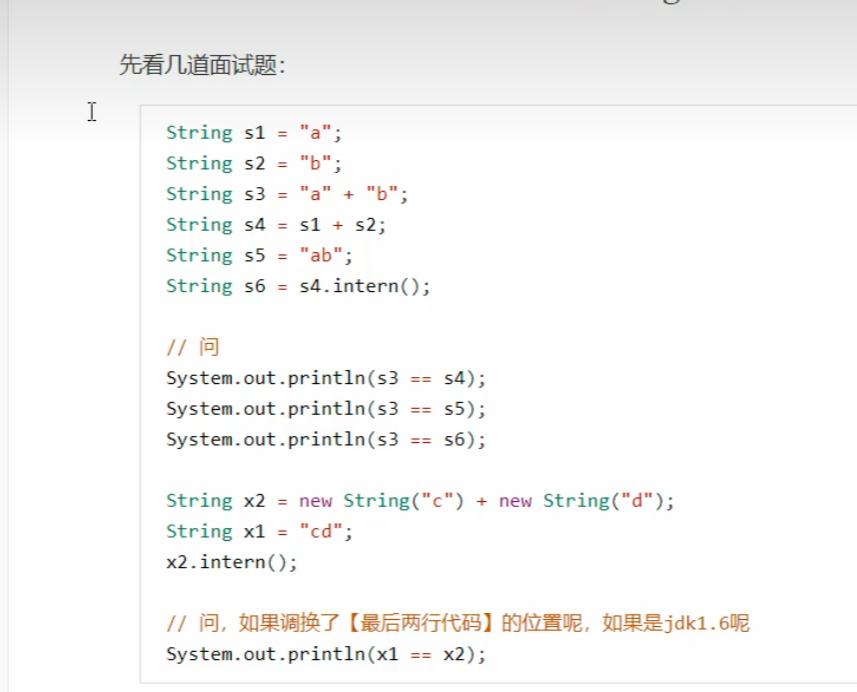 先看几道面试题：
String s1 = "a";
String s2 = "b";
String s3 = "a" + "b";
String s4 = s1 + s2;
String s5 = "ab";
String s6 = s4.intern();
// 问
System.out.println(s3 == s4);
System.out.println(s3 == s5);
System.out.println(s3 == s6);
String x2 = new String("c") + new String("d");
String x1 = "cd";
x2.intern();
// 问，如果调换了【最后两行代码】的位置呢，如果是jdk1.6呢
System.out.println(x1 == x2);